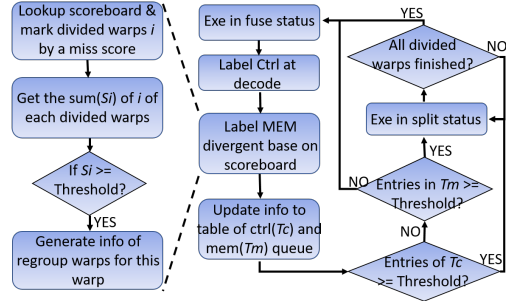 Lookup scoreboard &
mark divided warps i
by a miss score
Get the sum(Si) of i of
each divided warps
If Si >=
Threshold?
YES
Generate info of
regroup warps for this
warp
Exe in fuse status
Label Ctrl at
decode
Label MEM
divergent base on
scoreboard
Update info to
table of ctrl(Tc) and
mem(Tm) queue
YES
All divided
warps finished?
NO
Exe in split status
YES
NO
Entries in Tm >=
Threshold?
NO
Entries of Tc
>= Threshold?
YES